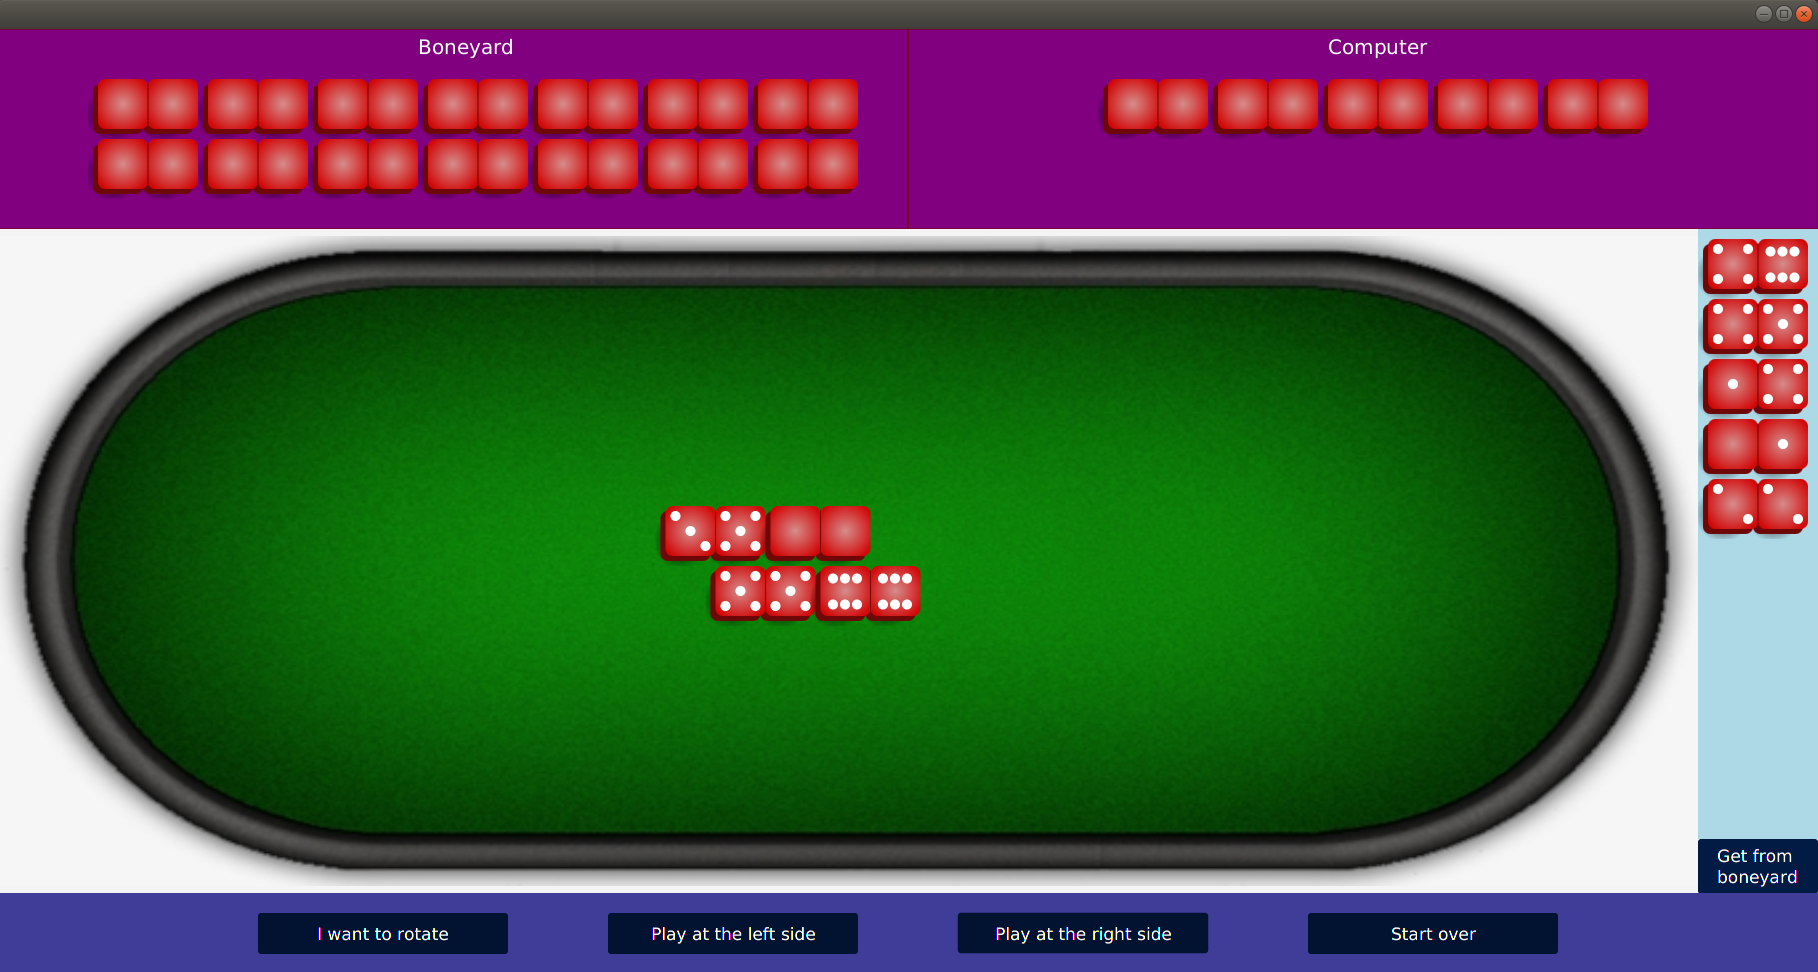 Boneyard
Computer
Get from
boneyard
I want to rotate
Play at the left side
Play at the right side
Start over